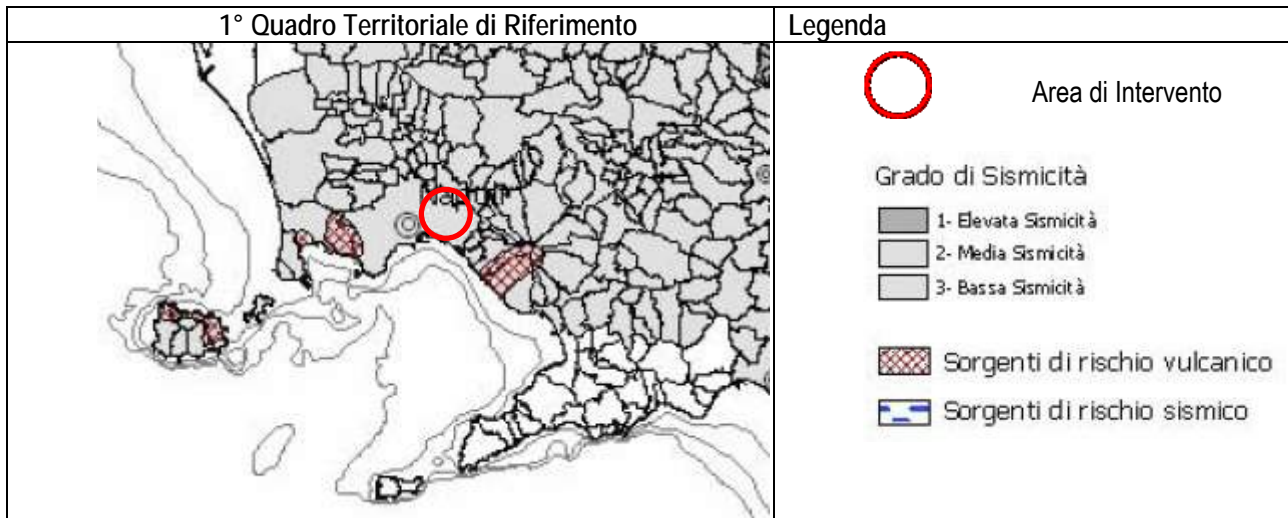 1° Quadro Territoriale di Riferimento
Legenda
Area di Intervento
Grado di Sismicità
1- Elevata Sismicità
2- Media Sismicità
3- Bassa Sismicità
Sorgenti di rischio vulcanico
Sorgenti di rischio sismico